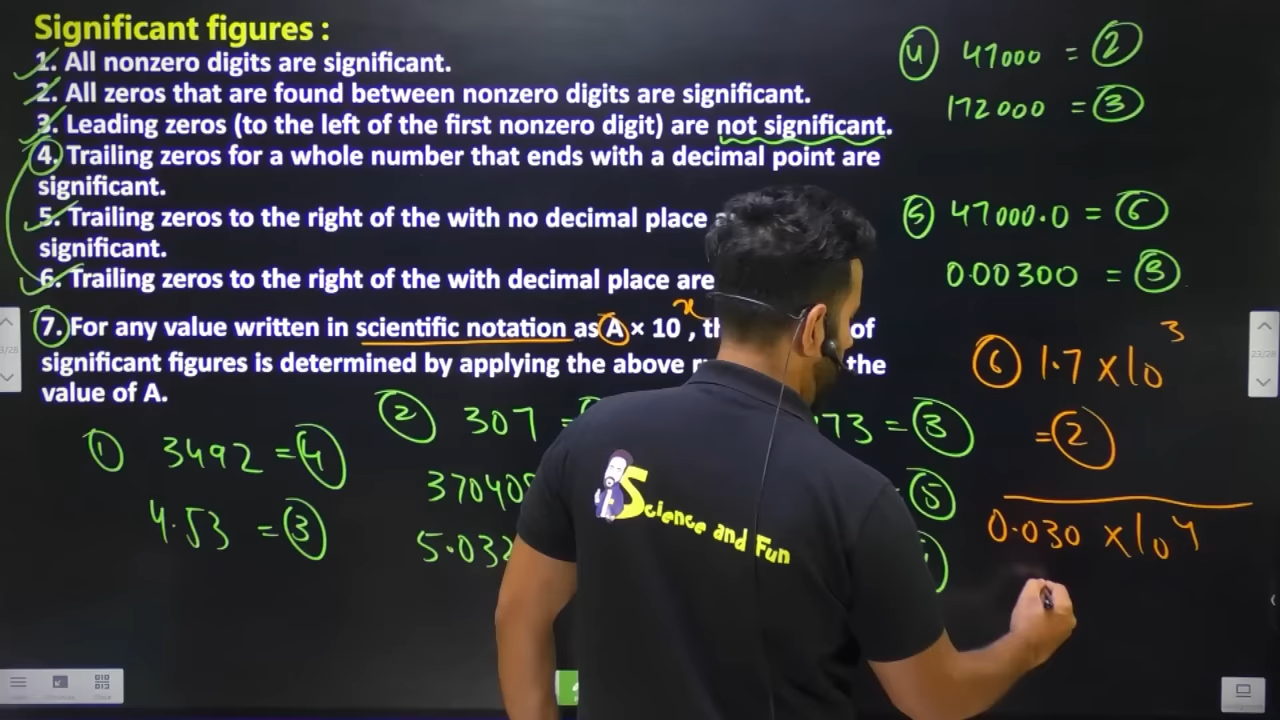 Significant figures :
1. All nonzero digits are significant.
2. All zeros that are found between nonzero digits are significant.
3. Leading zeros (to the left of the first nonzero digit) are not significant.
4. Trailing zeros for a whole number that ends with a decimal point are
significant.
5. Trailing zeros to the right of the with no decimal place
significant.
6. Trailing zeros to the right of the with decimal place are
7. For any value written in scientific notation as A × 10 x, of
significant figures is determined by applying the above the
value of A.
① 3492 = ④
4.53 = ③
② 307 =
37040
5.032
73 = ③
⑤
④ 47000 = ②
172000 = ③
⑤ 47000.0 = ⑥
0.00300 = ③
⑥ 1.7 × 10 3
= ②
0.030 × 10 4
Science and Fun